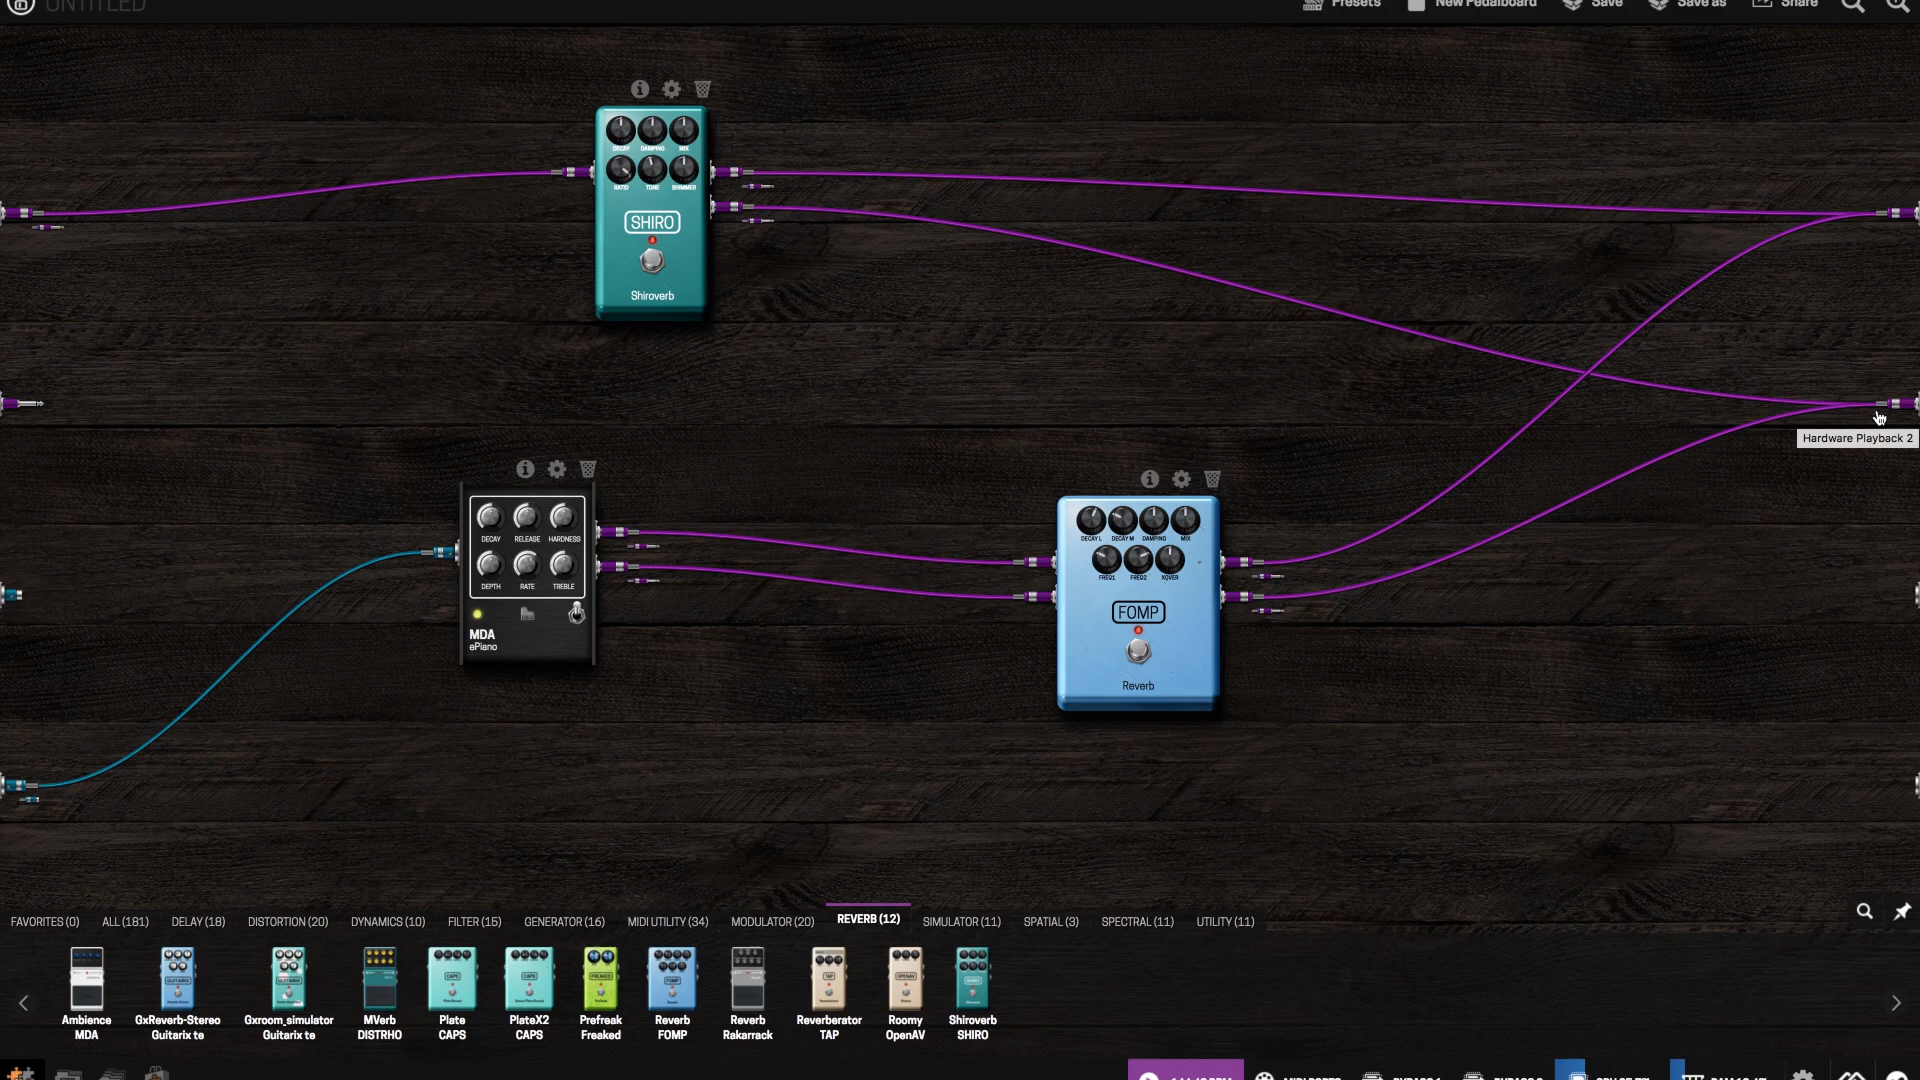 UNTITLED
Presets
New Pedalboard
Save
Save as
Share
DECAY DAMPING MIX
RATIO TONE SHIMMER
SHIRO
Shiroverb
Hardware Playback 2
DECAY RELEASE HARDNESS
DEPTH RATE TREBLE
MDA
ePiano
DECAY L DECAY M DAMPING MIX
FREQ1 FREQ2 XOVER
FOMP
Reverb
FAVORITES (0) ALL (181) DELAY (18) DISTORTION (20) DYNAMICS (10) FILTER (15) GENERATOR (16) MIDI UTILITY (34) MODULATOR (20) REVERB (12) SIMULATOR (11) SPATIAL (3) SPECTRAL (11) UTILITY (11)
Ambience
MDA
GxReverb-Stereo
Guitarix te
Gxroom_simulator
Guitarix te
MVerb
DISTRHO
Plate
CAPS
PlateX2
CAPS
Prefreak
Freaked
Reverb
FOMP
Reverb
Rakarrack
Reverberator
TAP
Roomy
OpenAV
Shiroverb
SHIRO
MIDI PORTS